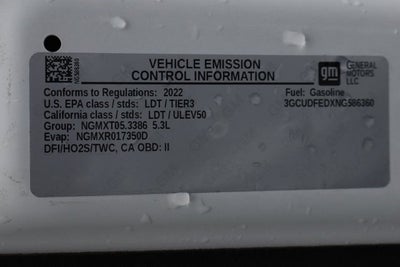 VEHICLE EMISSION
CONTROL INFORMATION
gm GENERAL MOTORS LLC
Conforms to Regulations: 2022
Fuel: Gasoline
U.S. EPA class / stds: LDT / TIER3
3GCUDFEDXNG586360
California class / stds: LDT / ULEV50
Group: NGMXT05.3386 5.3L
Evap: NGMXR017350D
DFI/HO2S/TWC, CA OBD: II